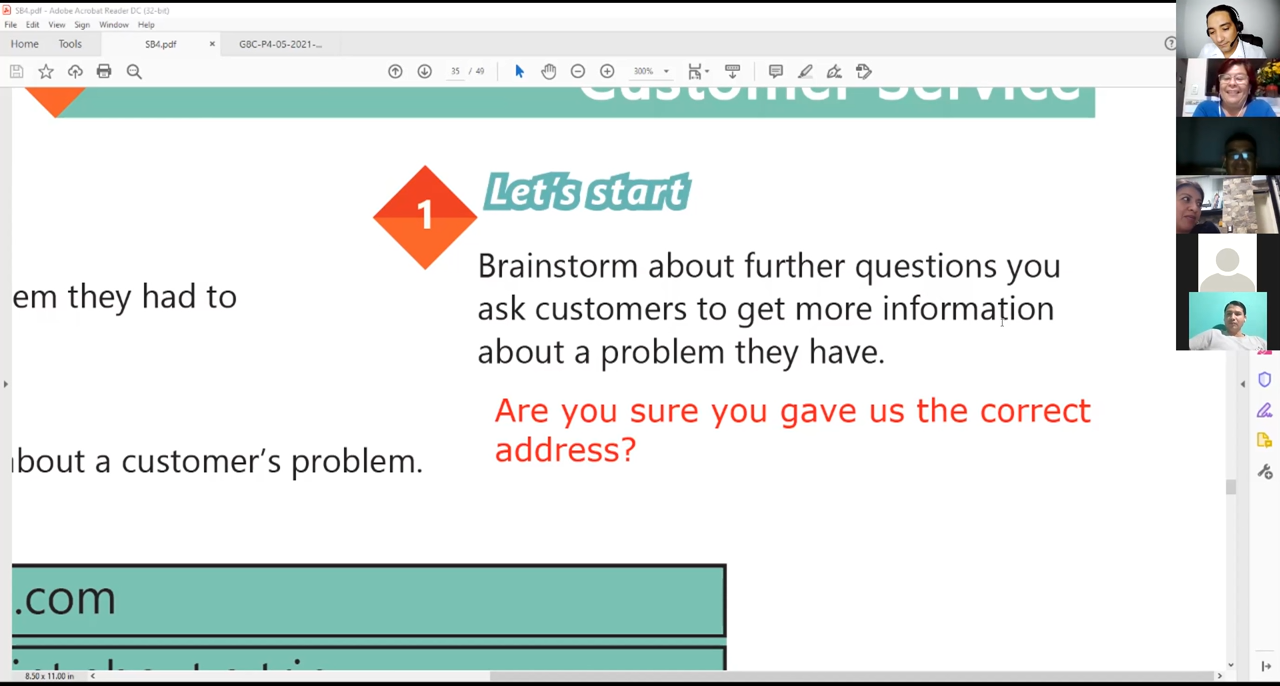 SB4.pdf - Adobe Acrobat Reader DC (32-bit)
File Edit View Sign Window Help
Home Tools SB4.pdf × GBC-P4-05-2021-...
35 / 49 300%
Customer Service
1 Let's start
Brainstorm about further questions you
em they had to
ask customers to get more information
about a problem they have.
Are you sure you gave us the correct
address?
about a customer's problem.
.com
8.50 x 11.00 in